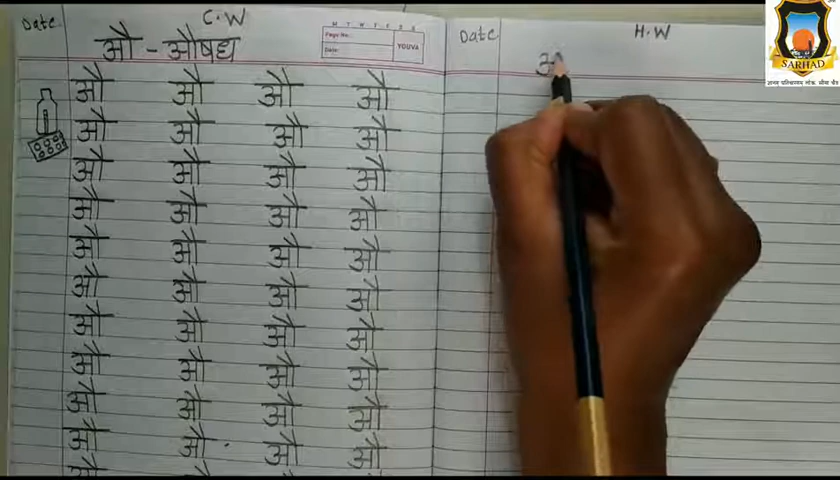 Date
C.W
औ - औषध
M T W T F S S
Page No.:
Date:
YOUVA
औ औ औ औ
औ औ औ औ
औ औ औ औ
औ औ औ औ
औ औ औ औ
औ औ औ औ
औ औ औ औ
औ औ औ औ
औ औ औ औ
औ औ औ औ
Date
H.W
SARHAD